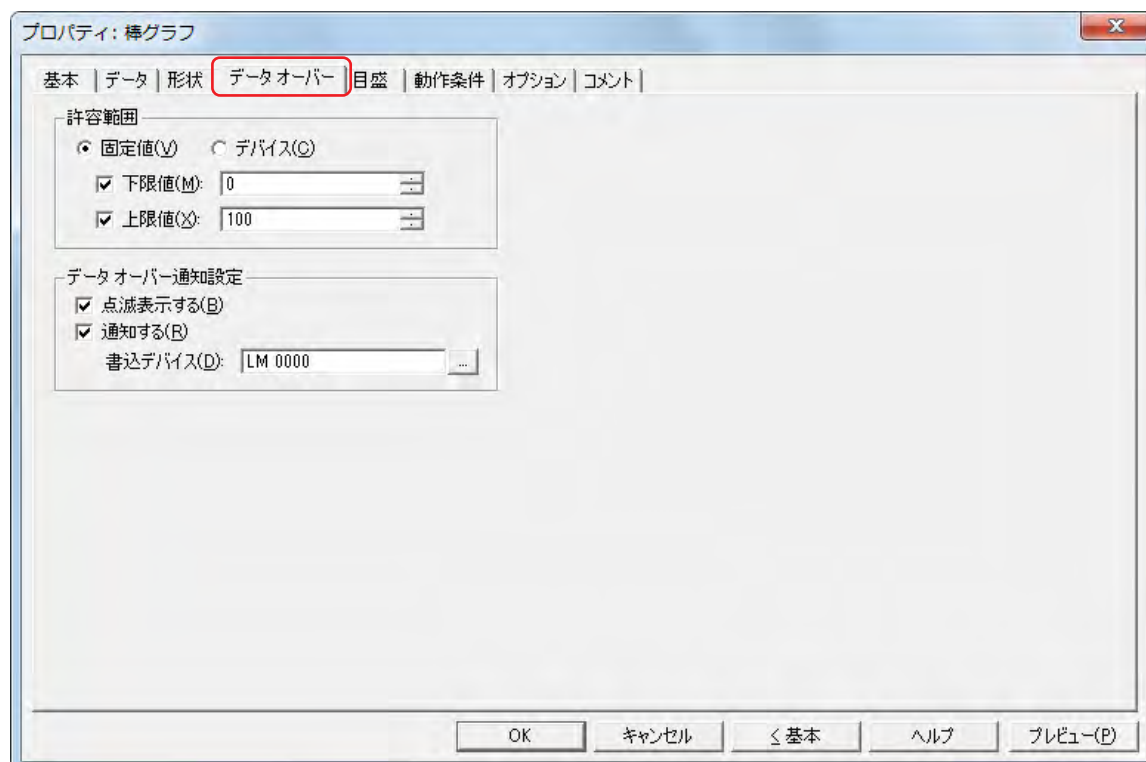 プロパティ: 棒グラフ
基本 データ 形状 データ オーバー 目盛 動作条件 オプション コメント
許容範囲
固定値(V) デバイス(C)
下限値(M): 0
上限値(X): 100
データ オーバー通知設定
点滅表示する(B)
通知する(R)
書込デバイス(D): LM 0000 ...
OK キャンセル < 基本 ヘルプ プレビュー(P)